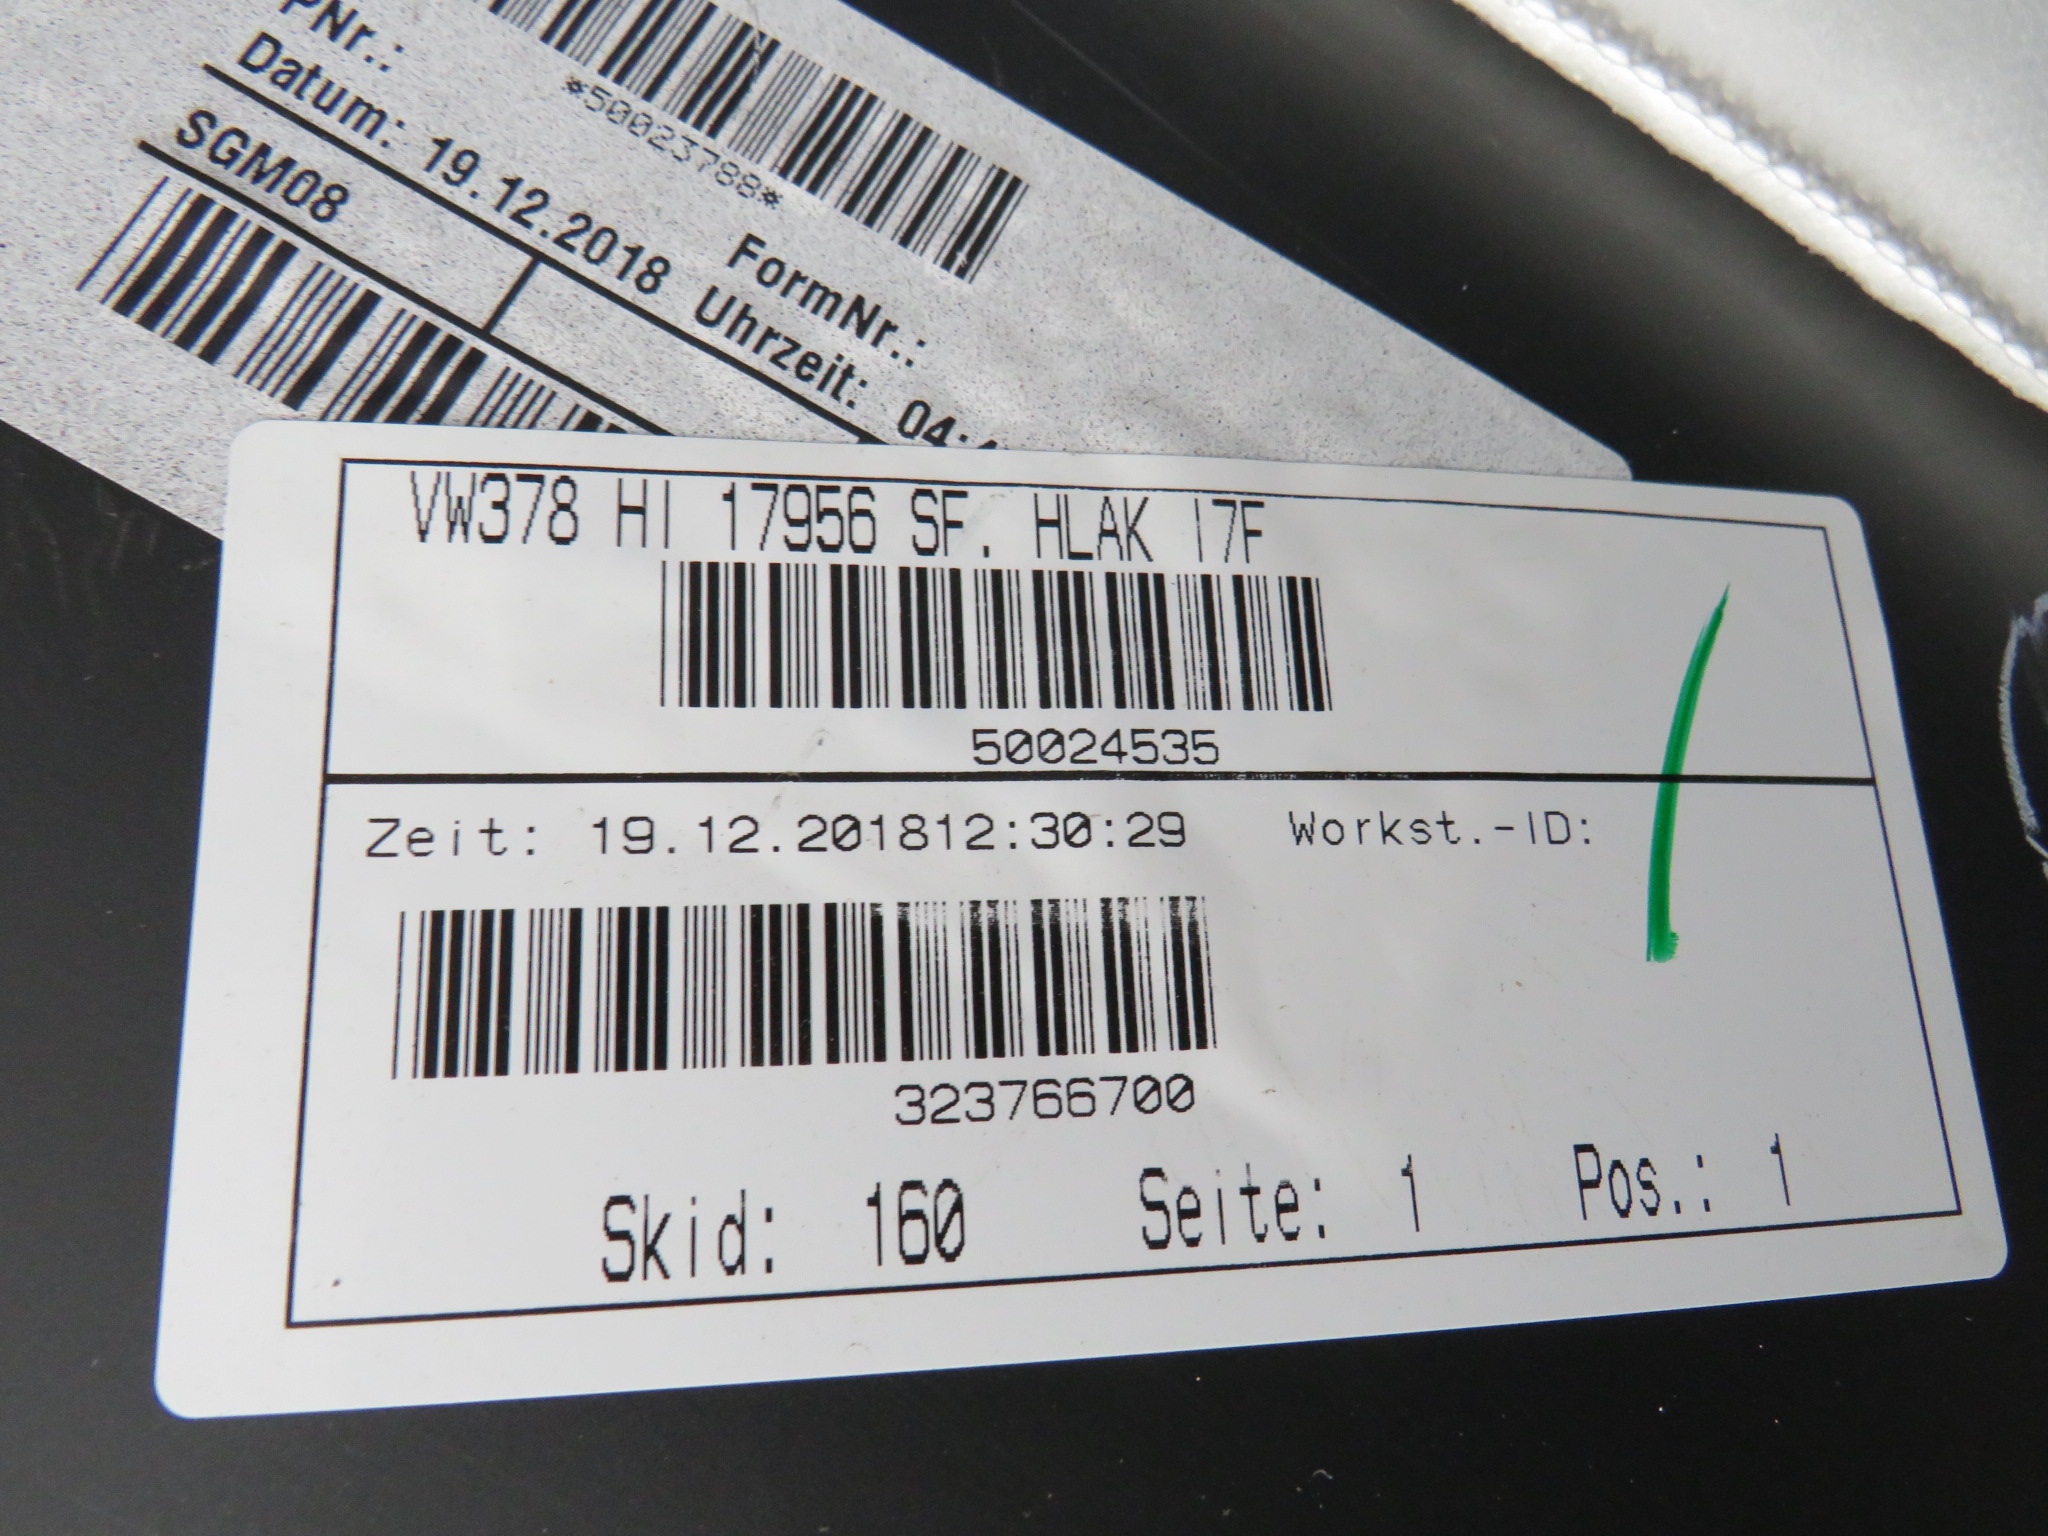 PNr.:
*50023788*
FormNr.:
Datum: 19.12.2018 Uhrzeit:
SGM08
VW378 HI 17956 SF. HLAK I7F
50024535
Zeit: 19.12.201812:30:29 Workst.-ID:
323766700
Skid: 160 Seite: 1 Pos.: 1